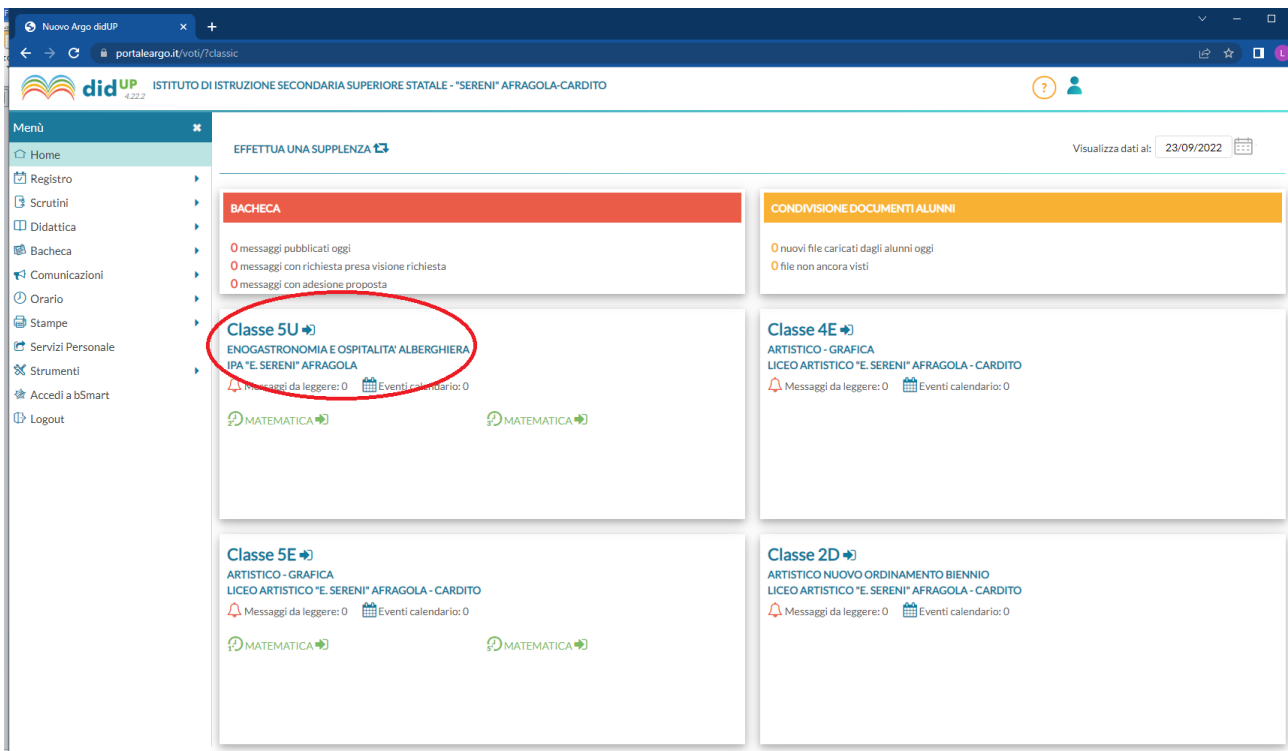 Nuovo Argo didUP
portaleargo.it/voti/?classic
L
didUP 4.22.2
ISTITUTO DI ISTRUZIONE SECONDARIA SUPERIORE STATALE - "SERENI" AFRAGOLA-CARDITO
?
Menù
Home
Registro
Scrutini
Didattica
Bacheca
Comunicazioni
Orario
Stampe
Servizi Personale
Strumenti
Accedi a bSmart
Logout
EFFETTUA UNA SUPPLENZA
Visualizza dati al: 23/09/2022
BACHECA
0 messaggi pubblicati oggi
0 messaggi con richiesta presa visione richiesta
0 messaggi con adesione proposta
CONDIVISIONE DOCUMENTI ALUNNI
0 nuovi file caricati dagli alunni oggi
0 file non ancora visti
Classe 5U
ENOGASTRONOMIA E OSPITALITA' ALBERGHIERA
IPA "E. SERENI" AFRAGOLA
Messaggi da leggere: 0 Eventi calendario: 0
MATEMATICA MATEMATICA
Classe 4E
ARTISTICO - GRAFICA
LICEO ARTISTICO "E. SERENI" AFRAGOLA - CARDITO
Messaggi da leggere: 0 Eventi calendario: 0
Classe 5E
ARTISTICO - GRAFICA
LICEO ARTISTICO "E. SERENI" AFRAGOLA - CARDITO
Messaggi da leggere: 0 Eventi calendario: 0
MATEMATICA MATEMATICA
Classe 2D
ARTISTICO NUOVO ORDINAMENTO BIENNIO
LICEO ARTISTICO "E. SERENI" AFRAGOLA - CARDITO
Messaggi da leggere: 0 Eventi calendario: 0